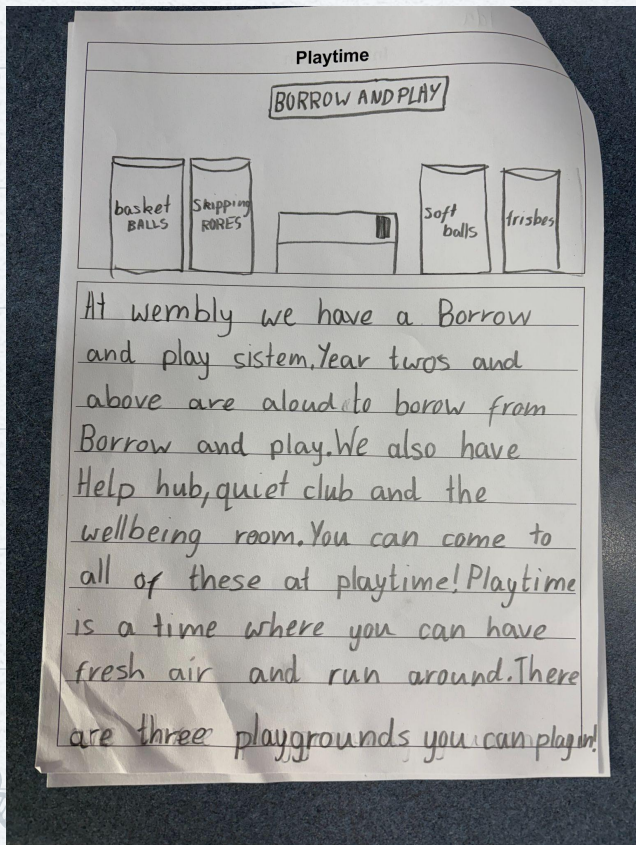 Playtime
BORROW AND PLAY
basket
BALLS
Skipping
ROPES
Soft
balls
frisbes
At wembly we have a Borrow
and play sistem. Year twos and
above are aloud to borow from
Borrow and play. We also have
Help hub, quiet club and the
wellbeing room. You can come to
all of these at playtime! Playtime
is a time where you can have
fresh air and run around. There
are three playgrounds you can play in!